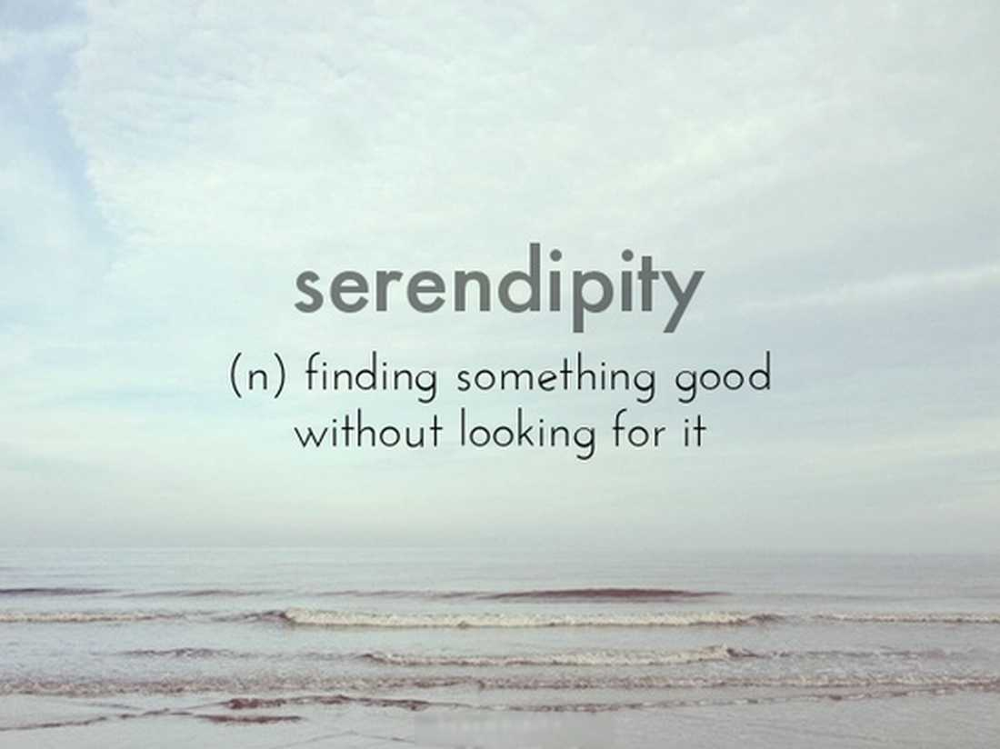 serendipity
(n) finding something good
without looking for it